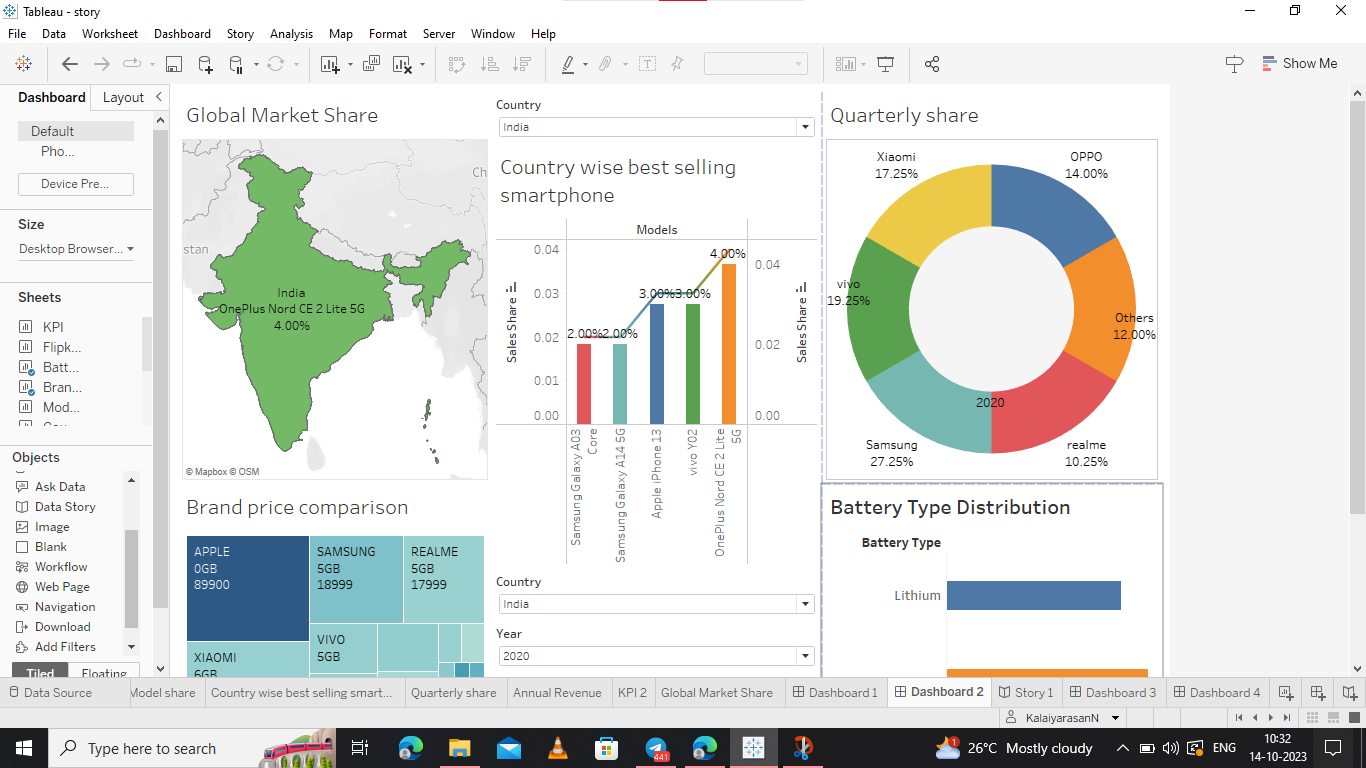 Tableau - story
File Data Worksheet Dashboard Story Analysis Map Format Server Window Help
Show Me
Dashboard Layout
Default
Pho...
Device Pre...
Size
Desktop Browser...
Sheets
KPI
Flipk...
Batt...
Bran...
Mod...
Objects
Ask Data
Data Story
Image
Blank
Workflow
Web Page
Navigation
Download
Add Filters
Tiled Floating
Global Market Share
stan
Ch
India
OnePlus Nord CE 2 Lite 5G
4.00%
© Mapbox © OSM
Brand price comparison
APPLE
0GB
89900
SAMSUNG
5GB
18999
REALME
5GB
17999
XIAOMI
6GB
VIVO
5GB
Country
India
Country wise best selling
smartphone
Models
Sales Share
0.04
0.03
0.02
0.01
0.00
2.00% 2.00% 3.00% 3.00% 4.00%
0.04
0.02
0.00
Sales Share
Samsung Galaxy A03
Core
Samsung Galaxy A14 5G
Apple iPhone 13
vivo Y02
OnePlus Nord CE 2 Lite
5G
Country
India
Year
2020
Quarterly share
Xiaomi
17.25%
OPPO
14.00%
vivo
19.25%
Others
12.00%
2020
Samsung
27.25%
realme
10.25%
Battery Type Distribution
Battery Type
Lithium
Data Source Model share Country wise best selling smart... Quarterly share Annual Revenue KPI 2 Global Market Share Dashboard 1 Dashboard 2 Story 1 Dashboard 3 Dashboard 4
KalaiyarasanN
Type here to search
441
1
26°C Mostly cloudy
ENG
10:32
14-10-2023